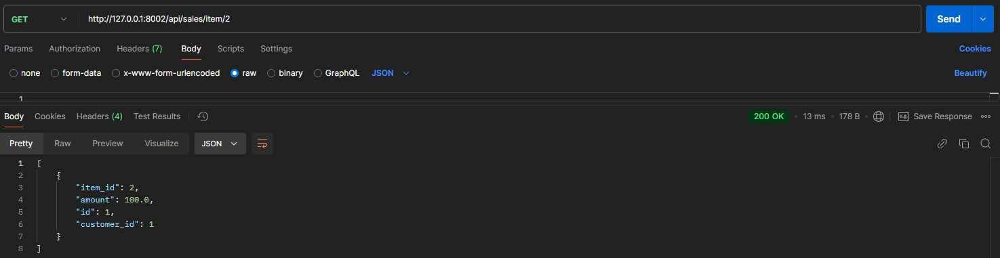 GET http://127.0.0.1:8002/api/sales/item/2 Send
Params Authorization Headers (7) Body Scripts Settings Cookies
none form-data x-www-form-urlencoded raw binary GraphQL JSON Beautify
1
Body Cookies Headers (4) Test Results 200 OK • 13 ms • 178 B • e.g. Save Response
Pretty Raw Preview Visualize JSON
1 [
2 {
3 "item_id": 2,
4 "amount": 100.0,
5 "id": 1,
6 "customer_id": 1
7 }
8 ]